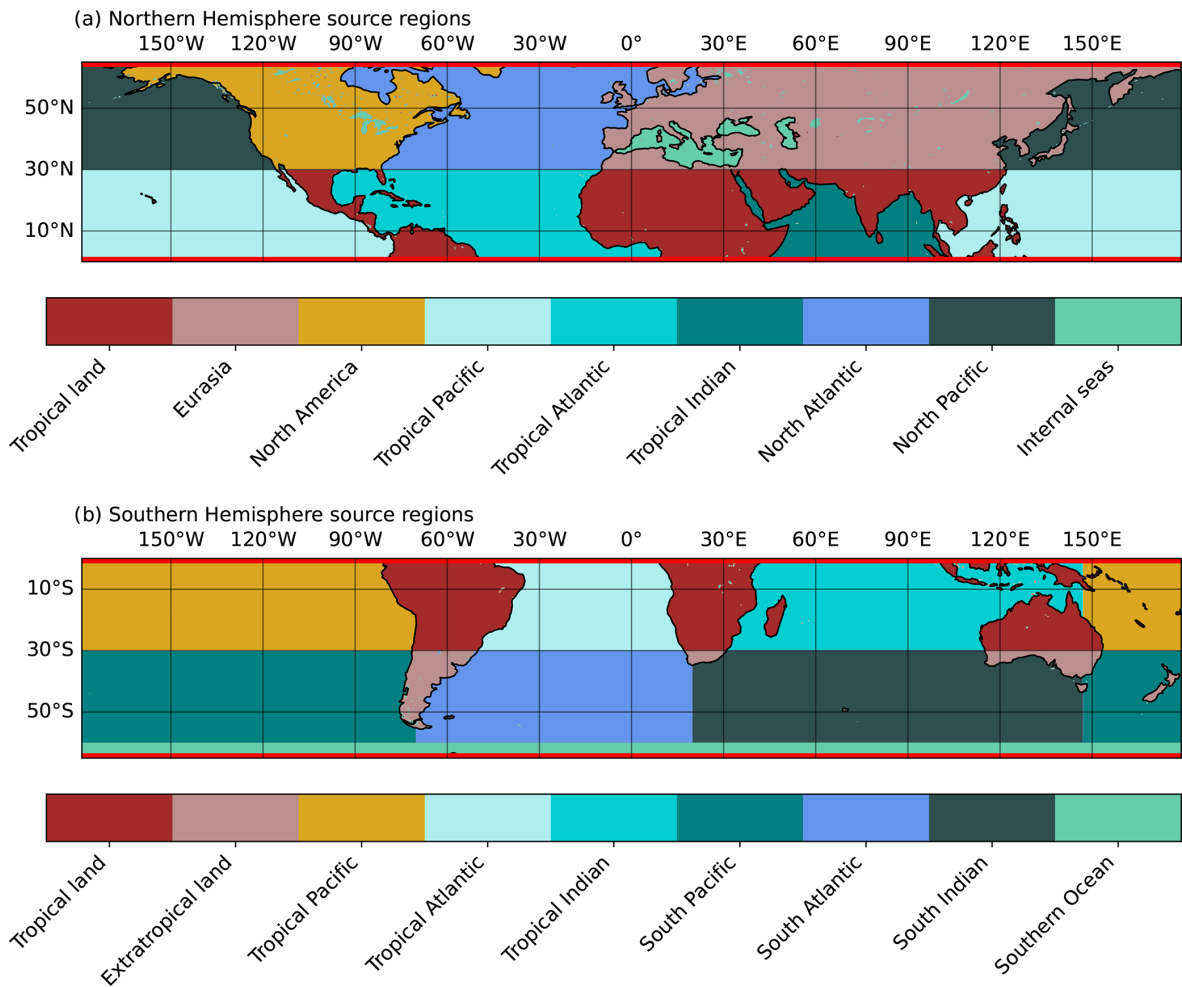 (a) Northern Hemisphere source regions
150°W 120°W 90°W 60°W 30W 0° 30°E 60°E 90°E 120°E 150°E
50°N
30°N
10°N
Tropical land
Eurasia
North America
Tropical Pacific
Tropical Atlantic
Tropical Indian
North Atlantic
North Pacific
Internal seas
(b) Southern Hemisphere source regions
150°W 120°W 90°W 60°W 30°W 0° 30°E 60°E 90°E 120°E 150°E
10°S
30°S
50°S
Tropical land
Extratropical land
Tropical Pacific
Tropical Atlantic
Tropical Indian
South Pacific
South Atlantic
South Indian
Southern Ocean